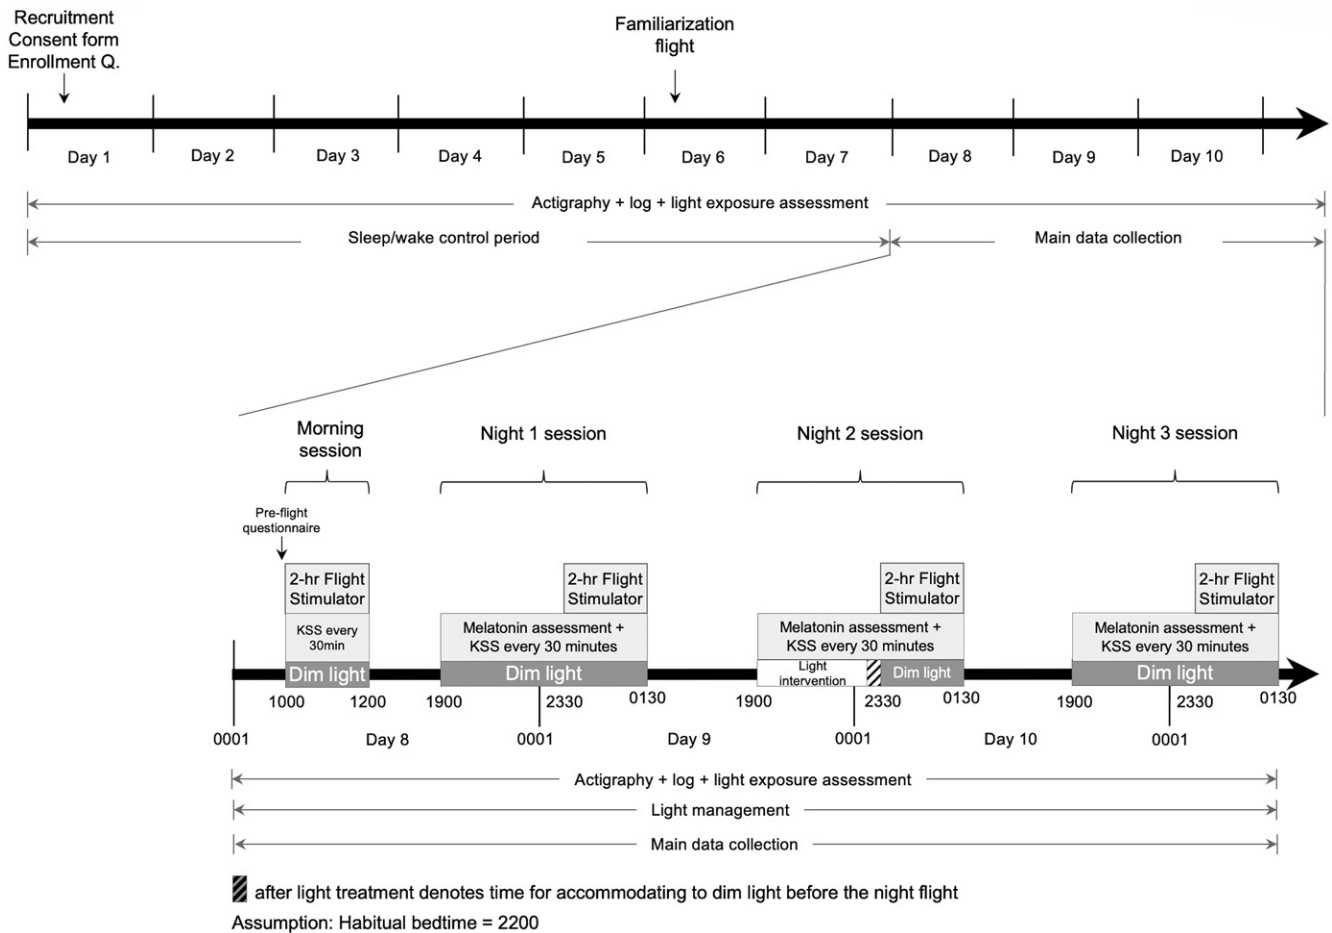 Recruitment
Consent form
Enrollment Q.
Familiarization
flight
Day 1
Day 2
Day 3
Day 4
Day 5
Day 6
Day 7
Day 8
Day 9
Day 10
Actigraphy + log + light exposure assessment
Sleep/wake control period
Main data collection
Morning
session
Night 1 session
Night 2 session
Night 3 session
Pre-flight
questionnaire
2-hr Flight
Stimulator
2-hr Flight
Stimulator
2-hr Flight
Stimulator
2-hr Flight
Stimulator
KSS every
30min
Melatonin assessment +
KSS every 30 minutes
Melatonin assessment +
KSS every 30 minutes
Melatonin assessment +
KSS every 30 minutes
Dim light
Dim light
Light
intervention
Dim light
Dim light
1000
1200
1900
2330
0130
1900
2330
0130
1900
2330
0130
0001
Day 8
0001
Day 9
0001
Day 10
0001
Actigraphy + log + light exposure assessment
Light management
Main data collection
after light treatment denotes time for accommodating to dim light before the night flight
Assumption: Habitual bedtime = 2200